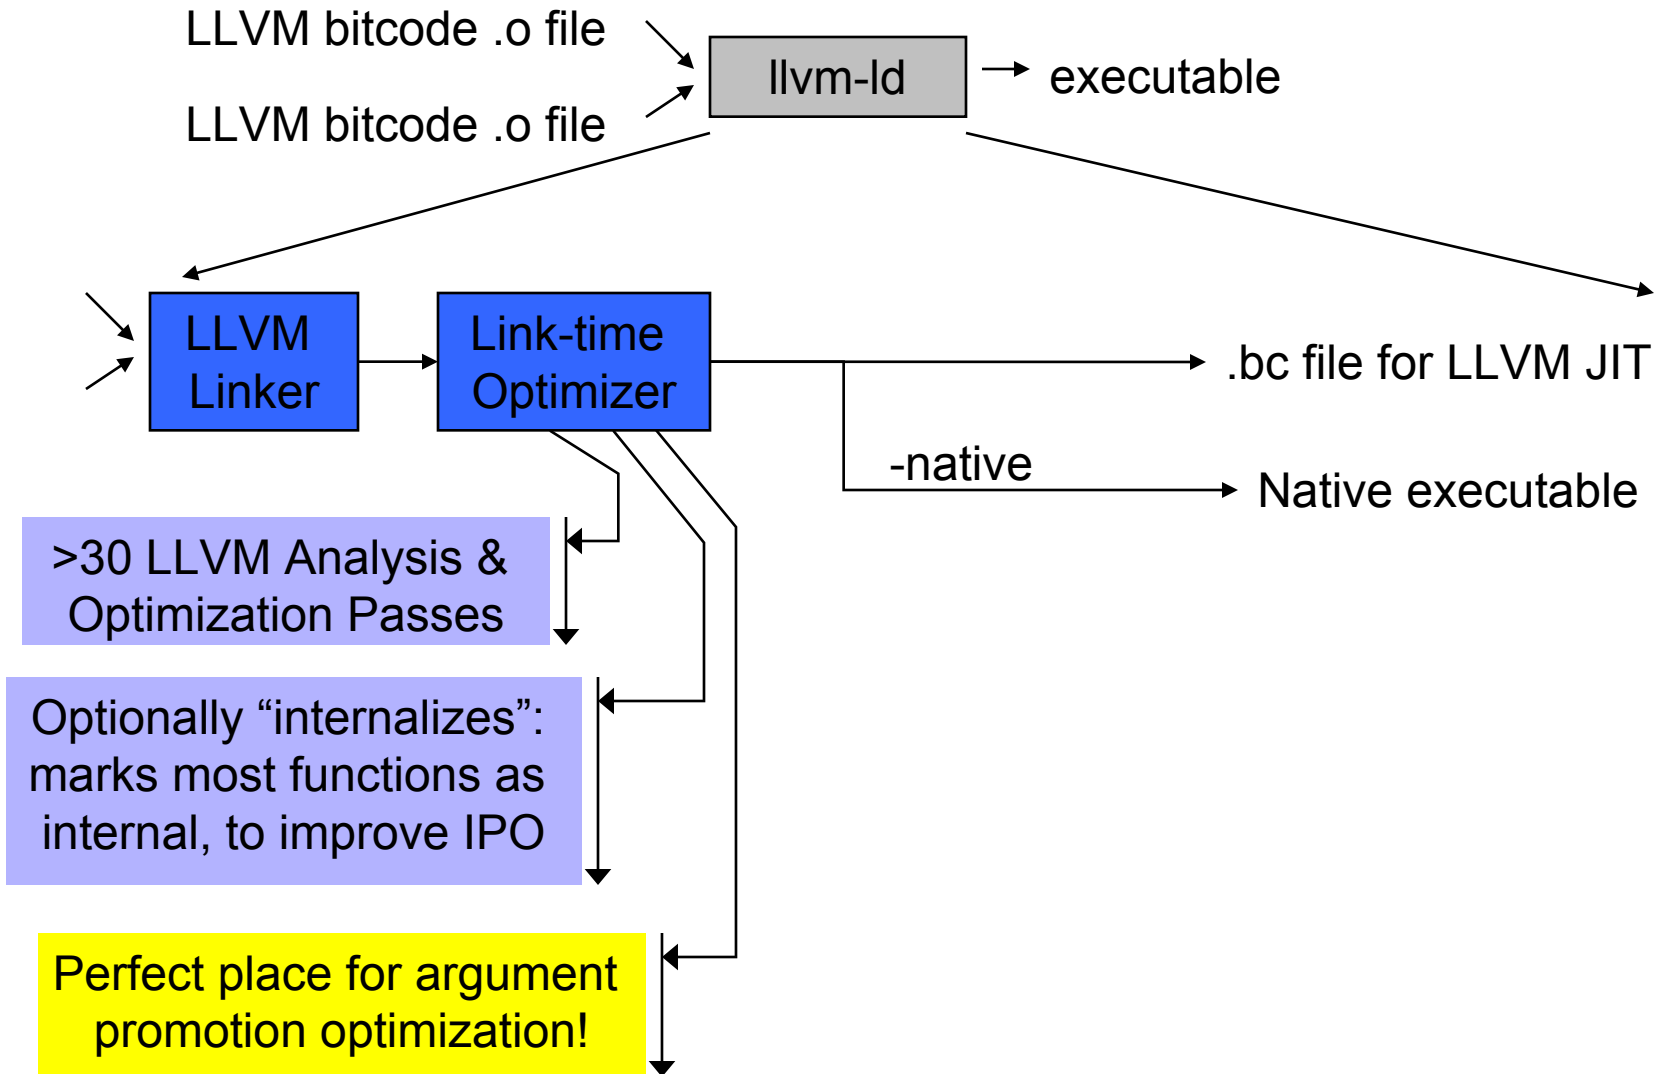 LLVM bitcode .o file
llvm-ld
executable
LLVM bitcode .o file
LLVM
Linker
Link-time
Optimizer
.bc file for LLVM JIT
-native
Native executable
>30 LLVM Analysis &
Optimization Passes
Optionally “internalizes”:
marks most functions as
internal, to improve IPO
Perfect place for argument
promotion optimization!